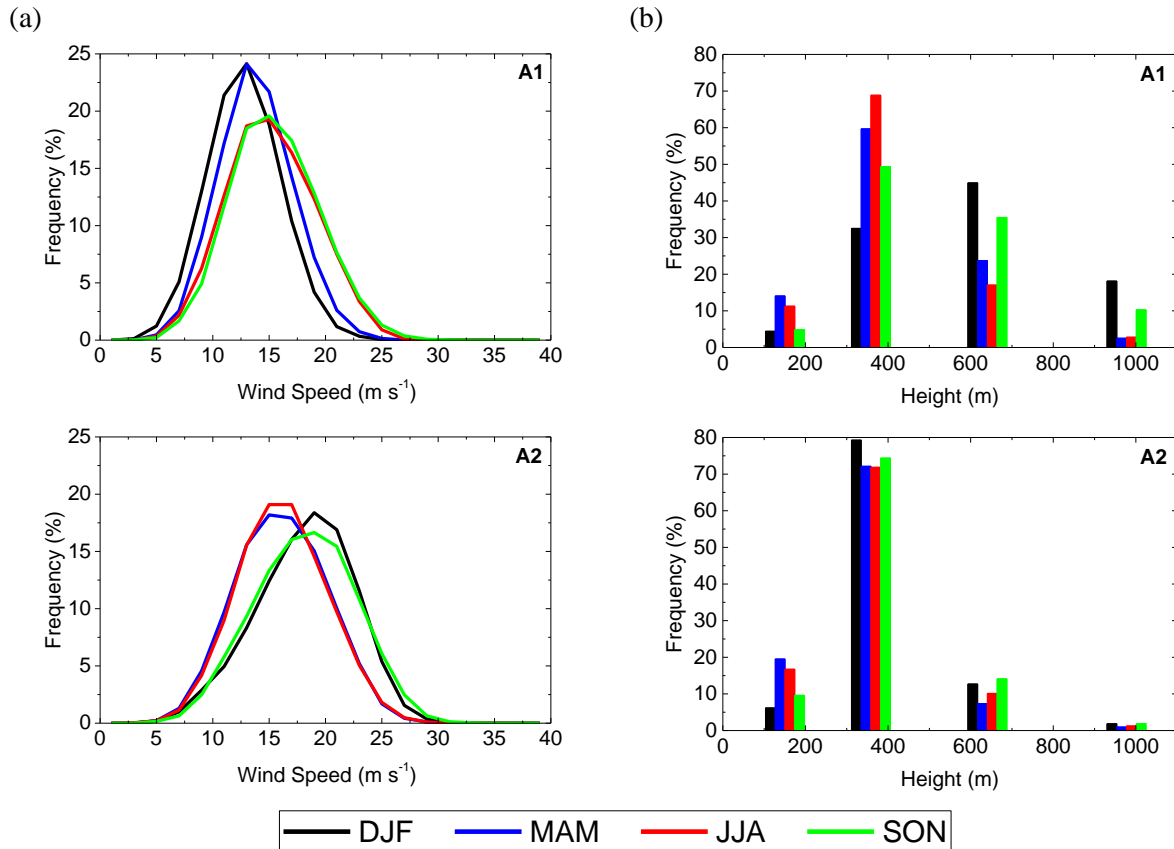 (a)
(b)
A1
25
20
15
10
5
0
Frequency (%)
0 5 10 15 20 25 30 35 40
Wind Speed (m s⁻¹)
A1
80
70
60
50
40
30
20
10
0
Frequency (%)
0 200 400 600 800 1000
Height (m)
A2
25
20
15
10
5
0
Frequency (%)
0 5 10 15 20 25 30 35 40
Wind Speed (m s⁻¹)
A2
80
70
60
50
40
30
20
10
0
Frequency (%)
0 200 400 600 800 1000
Height (m)
DJF MAM JJA SON